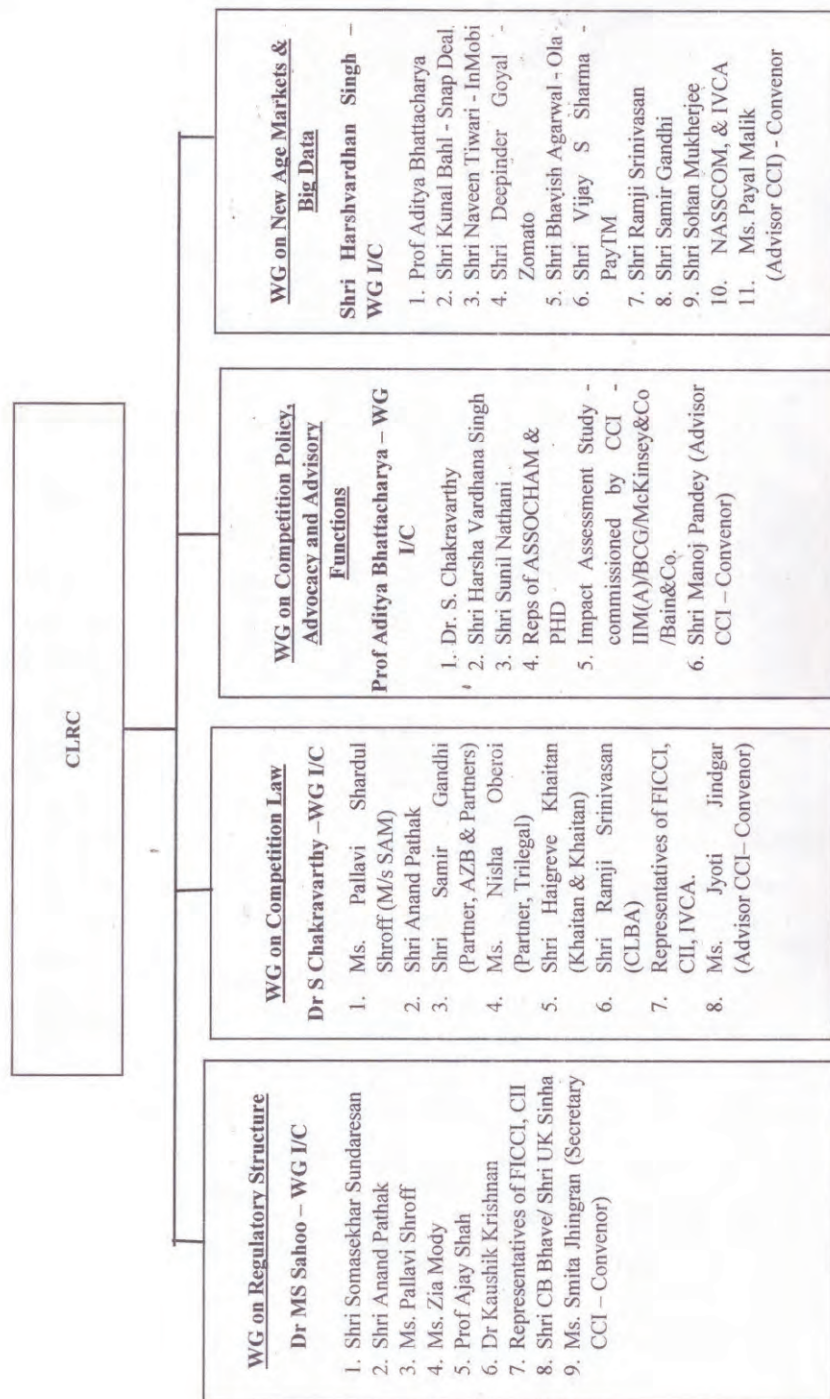 CLRC
WG on Regulatory Structure
Dr MS Sahoo – WG I/C
1. Shri Somasekhar Sundaresan
2. Shri Anand Pathak
3. Ms. Pallavi Shroff
4. Ms. Zia Mody
5. Prof Ajay Shah
6. Dr Kaushik Krishnan
7. Representatives of FICCI, CII
8. Shri CB Bhave/ Shri UK Sinha
9. Ms. Smita Jhingran (Secretary
CCI – Convenor)
WG on Competition Law
Dr S Chakravarthy –WG I/C
1. Ms. Pallavi Shardul
Shroff (M/s SAM)
2. Shri Anand Pathak
3. Shri Samir Gandhi
(Partner, AZB & Partners)
4. Ms. Nisha Oberoi
(Partner, Trilegal)
5. Shri Haigreve Khaitan
(Khaitan & Khaitan)
6. Shri Ramji Srinivasan
(CLBA)
7. Representatives of FICCI,
CII, IVCA.
8. Ms. Jyoti Jindgar
(Advisor CCI– Convenor)
WG on Competition Policy,
Advocacy and Advisory
Functions
Prof Aditya Bhattacharya – WG
I/C
1. Dr. S. Chakravarthy
2. Shri Harsha Vardhana Singh
3. Shri Sunil Nathani
4. Reps of ASSOCHAM &
PHD
5. Impact Assessment Study -
commissioned by CCI -
IIM(A)/BCG/McKinsey&Co
/Bain&Co.
6. Shri Manoj Pandey (Advisor
CCI – Convenor)
WG on New Age Markets &
Big Data
Shri Harshvardhan Singh –
WG I/C
1. Prof Aditya Bhattacharya
2. Shri Kunal Bahl - Snap Deal
3. Shri Naveen Tiwari - InMobi
4. Shri Deepinder Goyal -
Zomato
5. Shri Bhavish Agarwal - Ola
6. Shri Vijay S Sharma -
PayTM
7. Shri Ramji Srinivasan
8. Shri Samir Gandhi
9. Shri Sohan Mukherjee
10. NASSCOM, & IVCA
11. Ms. Payal Malik
(Advisor CCI) - Convenor